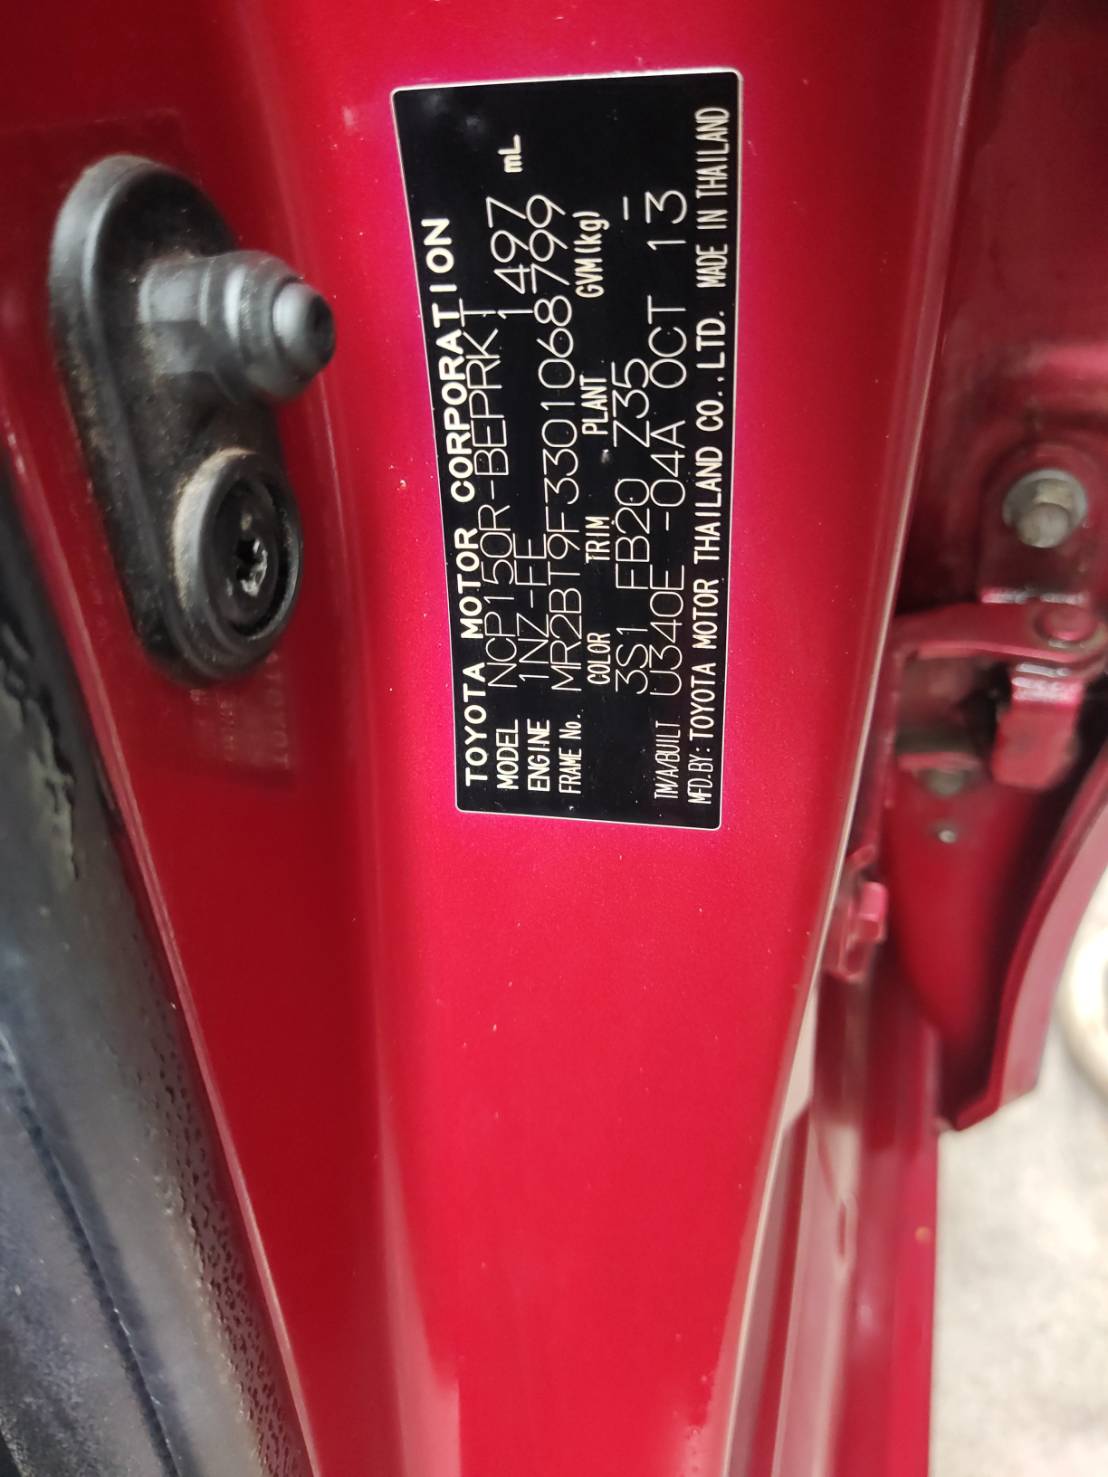 TOYOTA MOTOR CORPORATION
MODEL NCP150R-BEPRKT
ENGINE 1NZ-FE 1497 mL
FRAME No. MR2BT9F3301068799
COLOR TRIM PLANT GVM(kg)
3S1 FB20 Z35 -
TM/A/BUILT U340E -04A OCT 13
MFD.BY: TOYOTA MOTOR THAILAND CO.,LTD. MADE IN THAILAND